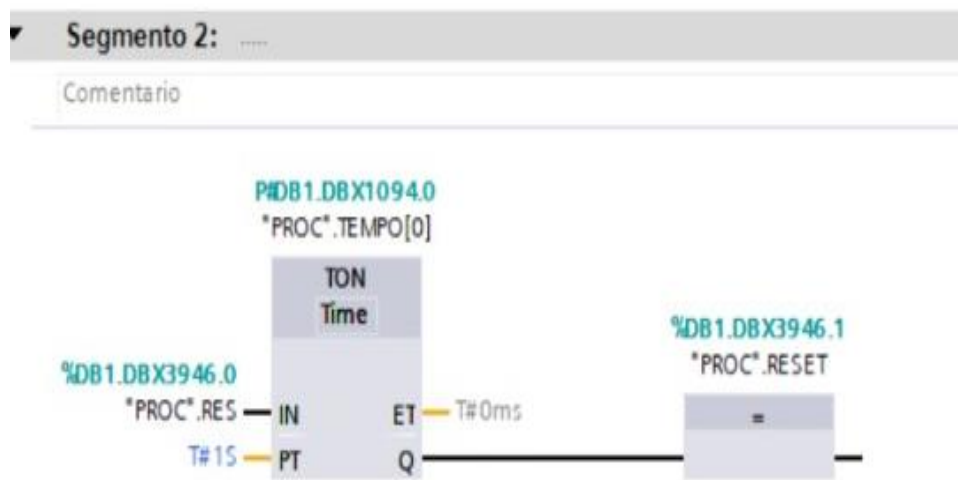 Segmento 2: .....
Comentario
P#DB1.DBX1094.0
"PROC".TEMPO[0]
TON
Time
%DB1.DBX3946.1
"PROC".RESET
%DB1.DBX3946.0
"PROC".RES
IN
ET
T#0ms
=
T#1S
PT
Q